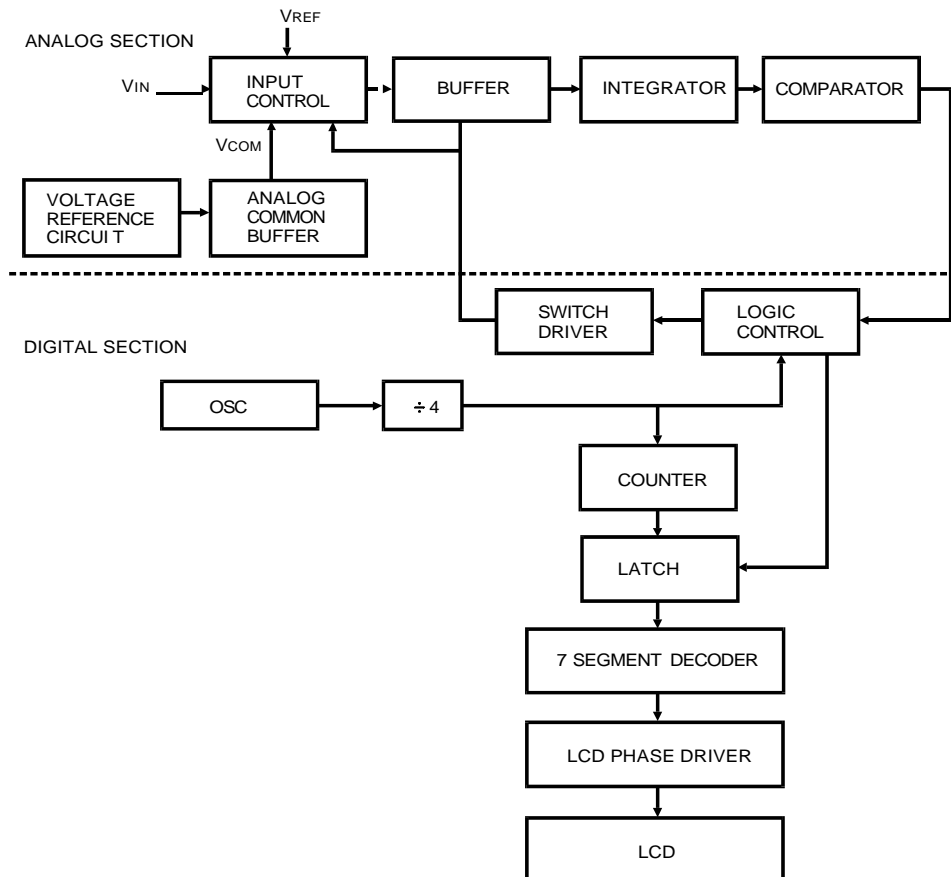 VREF
ANALOG SECTION
VIN
INPUT
CONTROL
BUFFER
INTEGRATOR
COMPARATOR
VCOM
VOLTAGE
REFERENCE
CIRCUIT
ANALOG
COMMON
BUFFER
SWITCH
DRIVER
LOGIC
CONTROL
DIGITAL SECTION
OSC
÷ 4
COUNTER
LATCH
7 SEGMENT DECODER
LCD PHASE DRIVER
LCD